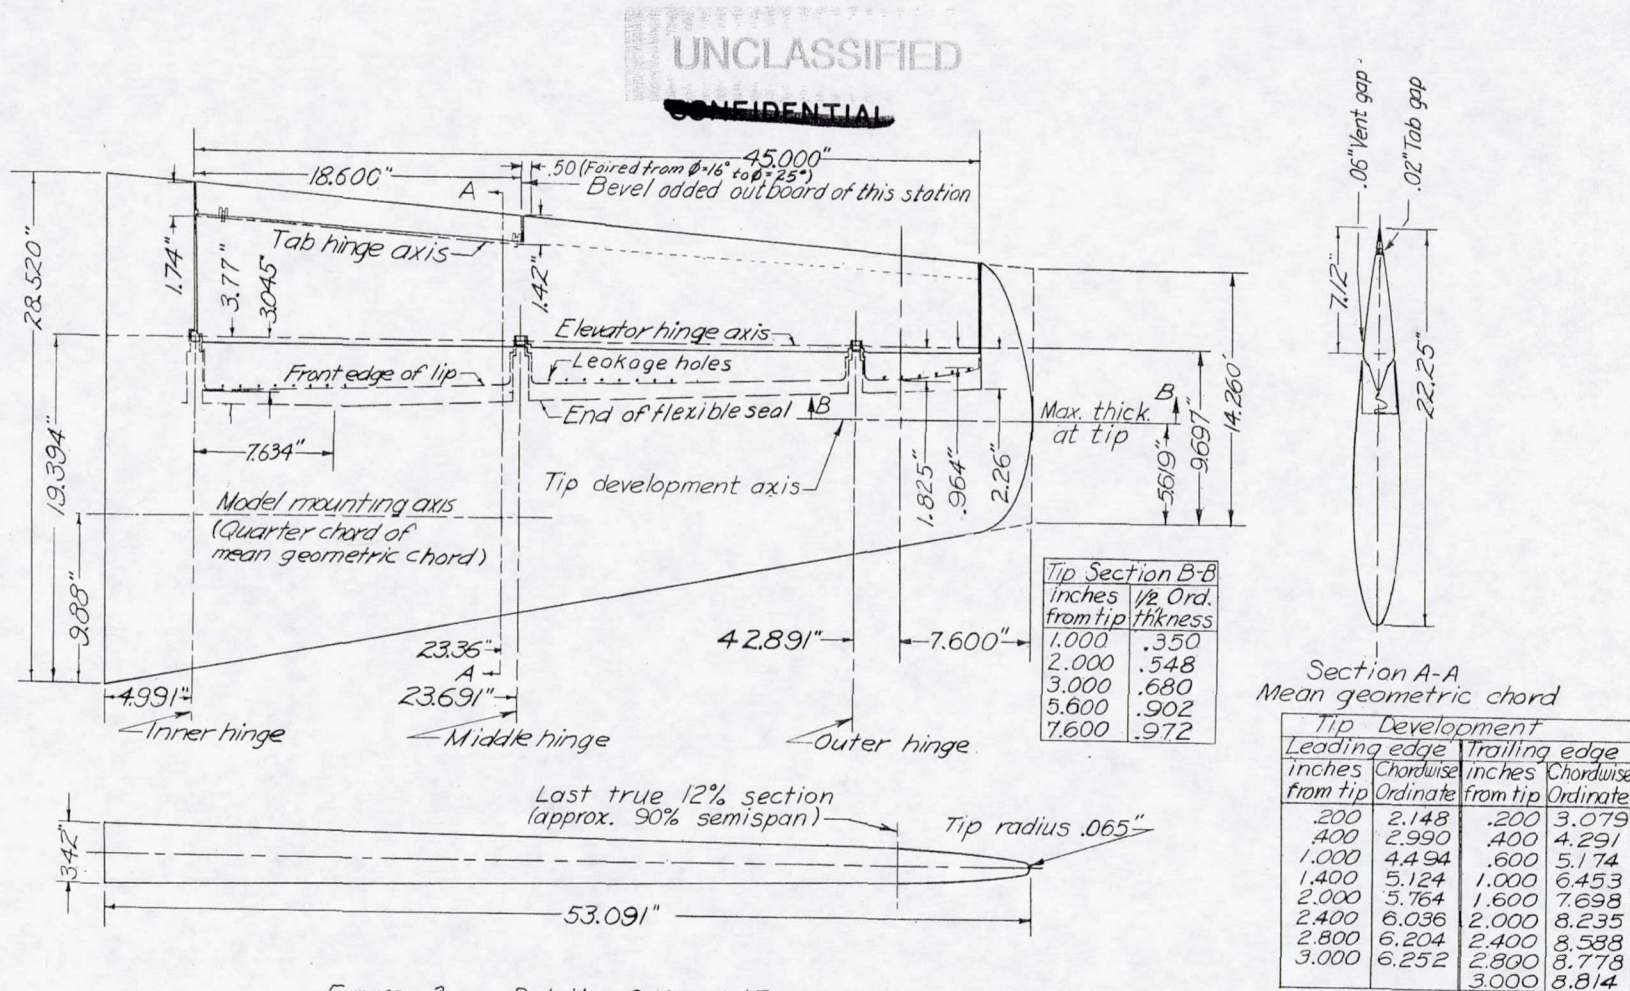 UNCLASSIFIED
CONFIDENTIAL
45.000"
18.600"
.50 (Faired from φ=16° to φ=25°)
Bevel added outboard of this station
A
Tab hinge axis
28.520"
1.74"
3.77"
3.045"
1.42"
Elevator hinge axis
Leakage holes
Front edge of lip
End of flexible seal
B
B
Max. thick.
at tip
19.394"
7.634"
Tip development axis
1.825"
.964"
2.26"
5.619"
9.697"
14.260"
Model mounting axis
(Quarter chord of
mean geometric chord)
9.88"
23.36"
A
42.891"
7.600"
4.991"
23.691"
Inner hinge
Middle hinge
Outer hinge
Tip Section B-B
inches 1/2 Ord.
from tip thkness
1.000 .350
2.000 .548
3.000 .680
5.600 .902
7.600 .972
.06" Vent gap
.02" Tab gap
7.12"
22.25"
Section A-A
Mean geometric chord
Tip Development
Leading edge Trailing edge
inches Chordwise inches Chordwise
from tip Ordinate from tip Ordinate
.200 2.148 .200 3.079
.400 2.990 .400 4.291
1.000 4.494 .600 5.174
1.400 5.124 1.000 6.453
2.000 5.764 1.600 7.698
2.400 6.036 2.000 8.235
2.800 6.204 2.400 8.588
3.000 6.252 2.800 8.778
3.000 8.814
Last true 12% section
(approx. 90% semispan)
Tip radius .065"
3.42"
53.091"